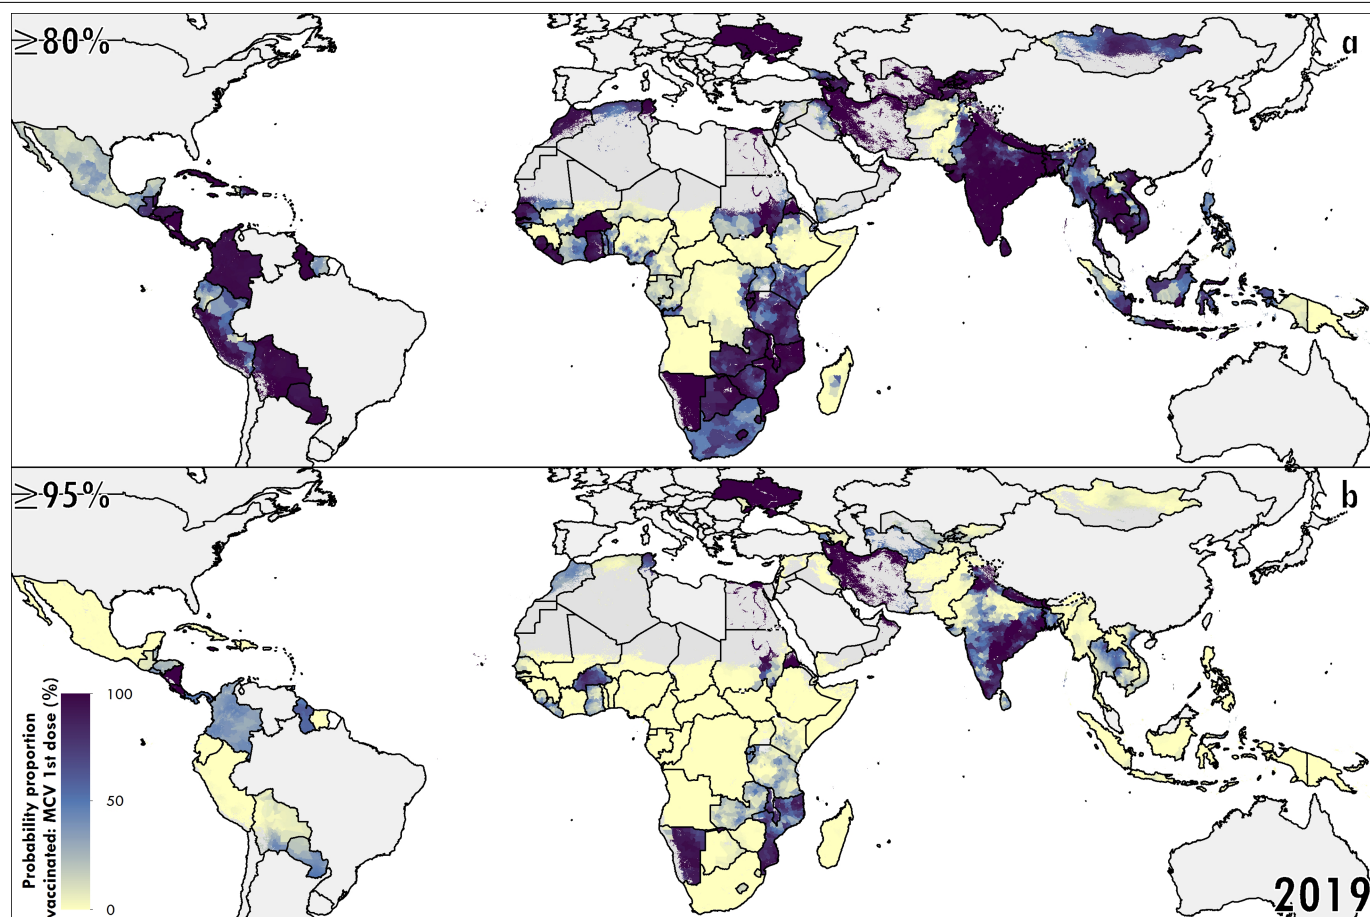 ≥80%
a
≥95%
b
Probability proportion
vaccinated: MCV 1st dose (%)
100
50
0
2019